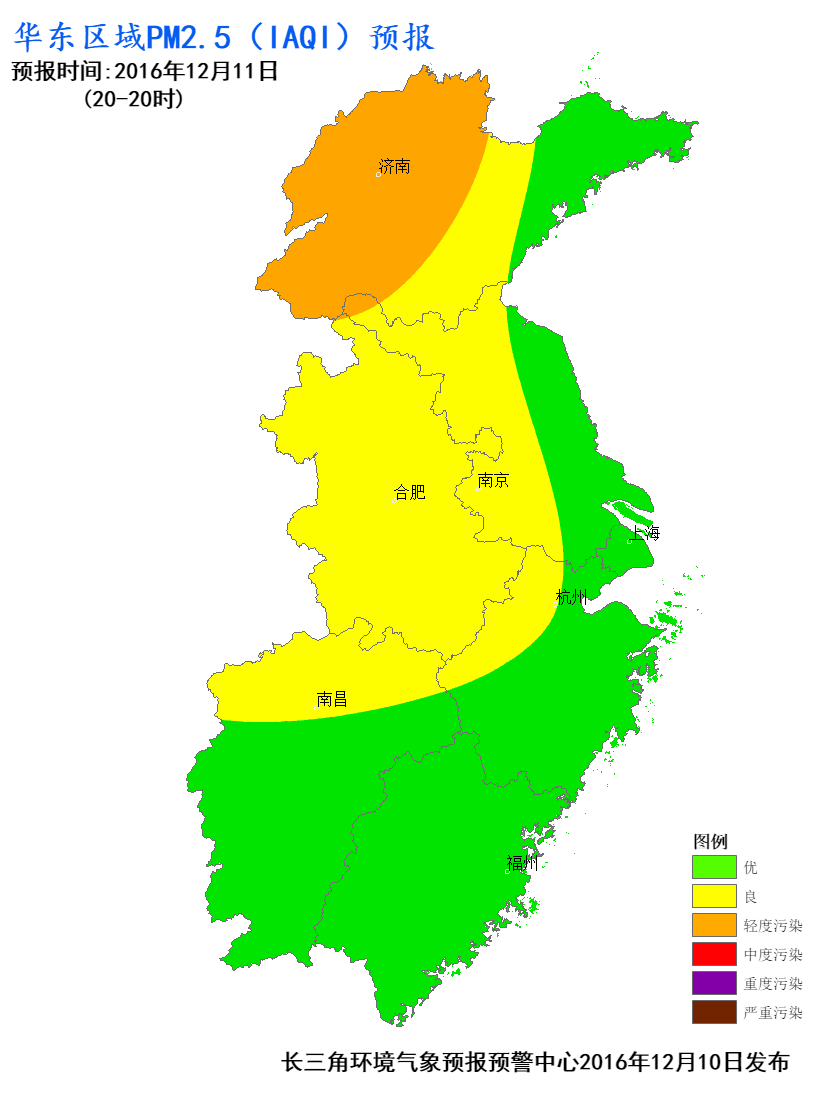 华东区域PM2.5（IAQI）预报
预报时间:2016年12月11日
(20-20时)
济南
南京
合肥
上海
杭州
南昌
福州
图例
优
良
轻度污染
中度污染
重度污染
严重污染
长三角环境气象预报预警中心2016年12月10日发布